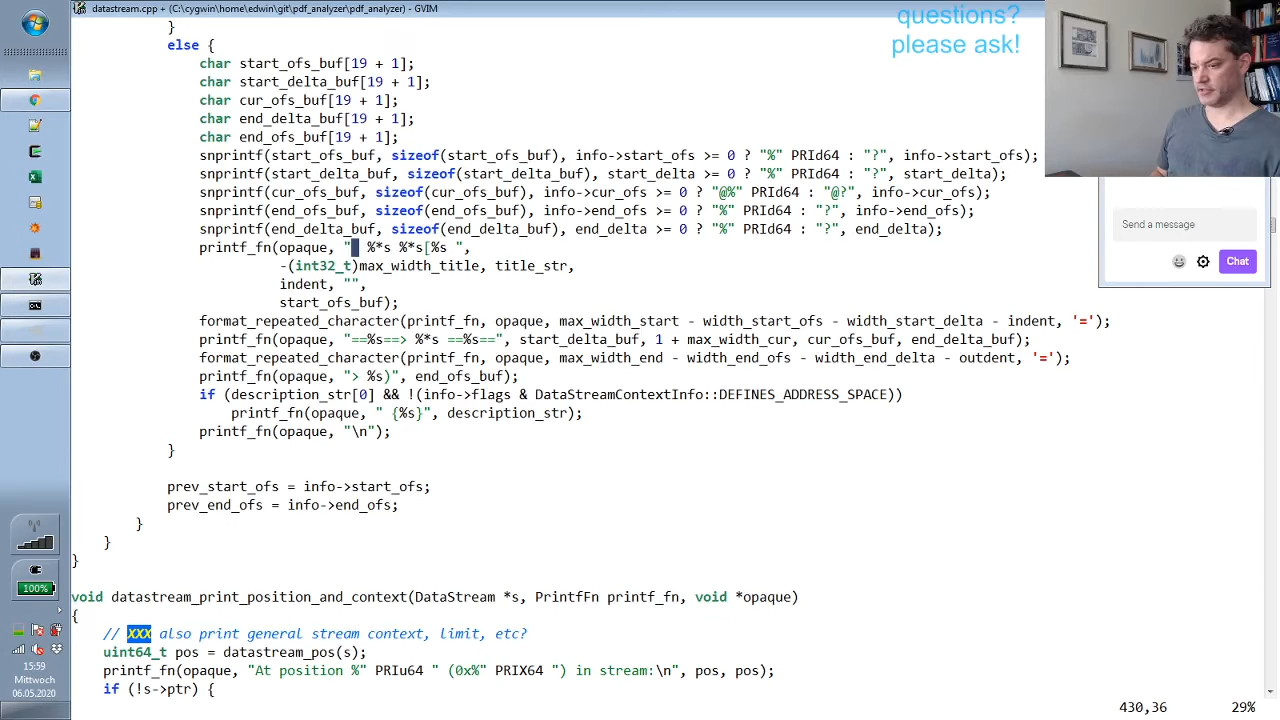 datastream.cpp + (C:\cygwin\home\edwin\git\pdf_analyzer\pdf_analyzer) - GVIM
questions?
please ask!
}
else {
char start_ofs_buf[19 + 1];
char start_delta_buf[19 + 1];
char cur_ofs_buf[19 + 1];
char end_delta_buf[19 + 1];
char end_ofs_buf[19 + 1];
snprintf(start_ofs_buf, sizeof(start_ofs_buf), info->start_ofs >= 0 ? "%" PRId64 : "?", info->start_ofs);
snprintf(start_delta_buf, sizeof(start_delta_buf), start_delta >= 0 ? "%" PRId64 : "?", start_delta);
snprintf(cur_ofs_buf, sizeof(cur_ofs_buf), info->cur_ofs >= 0 ? "@%" PRId64 : "@?", info->cur_ofs);
snprintf(end_ofs_buf, sizeof(end_ofs_buf), info->end_ofs >= 0 ? "%" PRId64 : "?", info->end_ofs);
snprintf(end_delta_buf, sizeof(end_delta_buf), end_delta >= 0 ? "%" PRId64 : "?", end_delta);
printf_fn(opaque, "  %*s %*s[%s ",
-(int32_t)max_width_title, title_str,
indent, "",
start_ofs_buf);
format_repeated_character(printf_fn, opaque, max_width_start - width_start_ofs - width_start_delta - indent, '=');
printf_fn(opaque, "==%s==> %*s ==%s==", start_delta_buf, 1 + max_width_cur, cur_ofs_buf, end_delta_buf);
format_repeated_character(printf_fn, opaque, max_width_end - width_end_ofs - width_end_delta - outdent, '=');
printf_fn(opaque, "> %s)", end_ofs_buf);
if (description_str[0] && !(info->flags & DataStreamContextInfo::DEFINES_ADDRESS_SPACE))
printf_fn(opaque, " {%s}", description_str);
printf_fn(opaque, "\n");
}
prev_start_ofs = info->start_ofs;
prev_end_ofs = info->end_ofs;
}
}
}
void datastream_print_position_and_context(DataStream *s, PrintfFn printf_fn, void *opaque)
{
// XXX also print general stream context, limit, etc?
uint64_t pos = datastream_pos(s);
printf_fn(opaque, "At position %" PRIu64 " (0x%" PRIX64 ") in stream:\n", pos, pos);
if (!s->ptr) {
430,36 29%
Send a message
Chat
100%
15:59
Mittwoch
06.05.2020